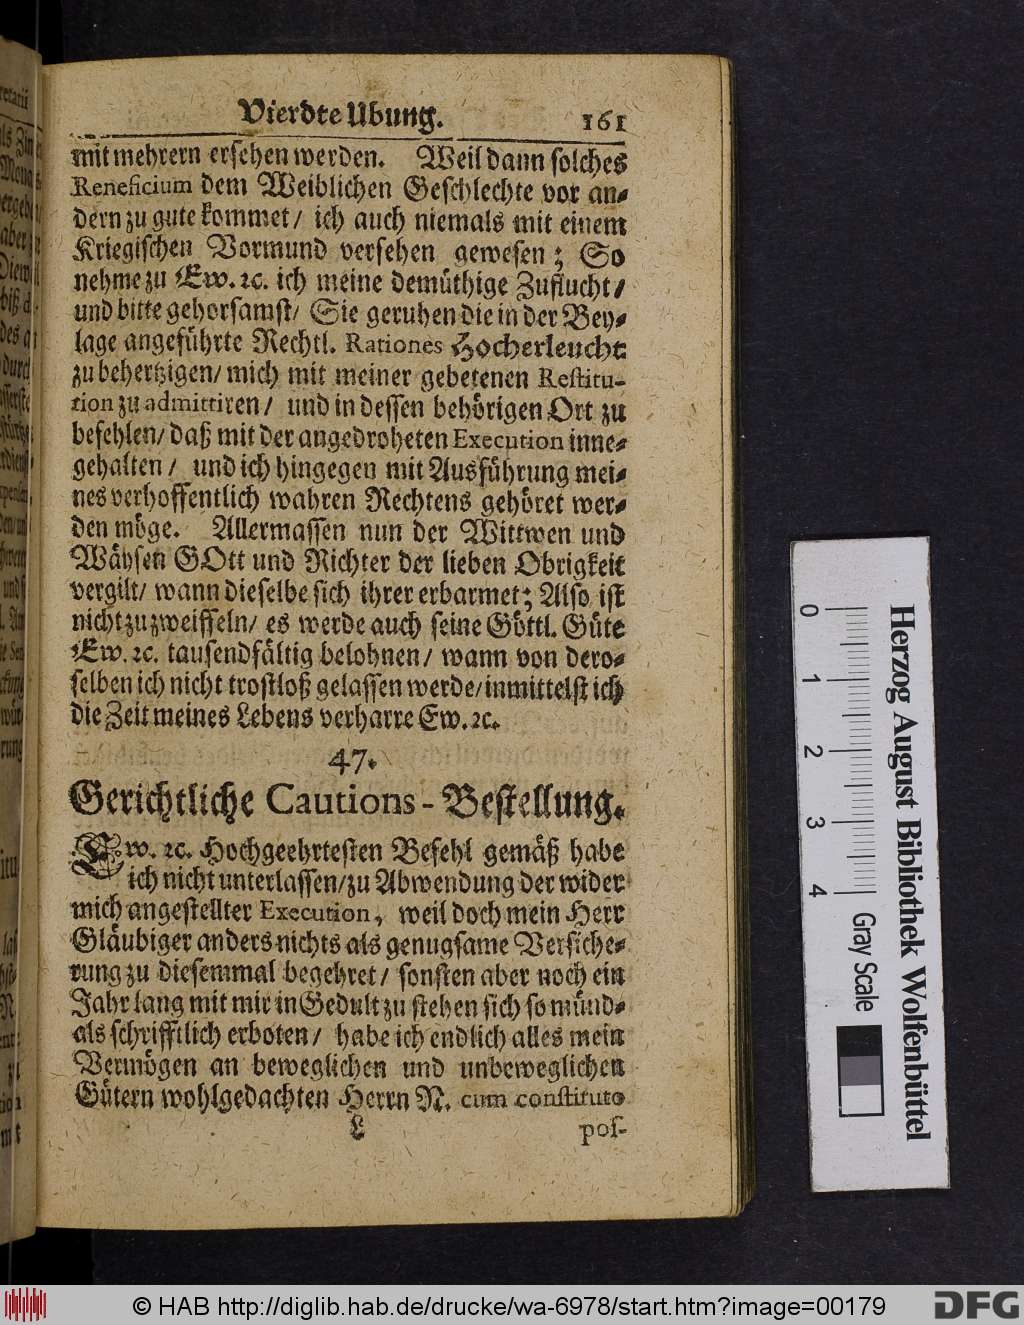 Vierdte Ubung. 161
mit mehrern ersehen werden. Weil dann solches
Beneficium dem Weiblichen Geschlechte vor an-
dern zu gute kommet/ ich auch niemals mit einem
Kriegischen Vormund versehen gewesen; So
nehme zu Ew. ꝛc. ich meine demüthige Zuflucht/
und bitte gehorsamst/ Sie geruhen die in der Bey-
lage angeführte Rechtl. Rationes Hocherleucht
zu behertzigen/ mich mit meiner gebetenen Restitu-
tion zu admittiren/ und in dessen behörigen Ort zu
befehlen/ daß mit der angedroheten Execution inne-
gehalten/ und ich hingegen mit Ausführung mei-
nes verhoffentlich wahren Rechtens gehöret wer-
den möge. Allermassen nun der Wittwen und
Wäysen GOtt und Richter der lieben Obrigkeit
vergilt/ wann dieselbe sich ihrer erbarmet; Also ist
nicht zu zweiffeln/ es werde auch seine Göttl. Güte
Ew. ꝛc. tausendfältig belohnen/ wann von dero-
selben ich nicht trostloß gelassen werde/ inmittelst ich
die Zeit meines Lebens verharre Ew. ꝛc.
47.
Gerichtliche Cautions-Bestellung.
Ew. ꝛc. Hochgeehrtesten Befehl gemäß habe
ich nicht unterlassen/ zu Abwendung der wider
mich angestellter Execution, weil doch mein Herr
Gläubiger anders nichts als genugsame Versiche-
rung zu diesemmal begehret/ sonsten aber noch ein
Jahr lang mit mir in Gedult zu stehen sich so münd-
als schrifftlich erboten/ habe ich endlich alles mein
Vermögen an beweglichen und unbeweglichen
Gütern wohlgedachten Herrn N. cum constituto
L pos-
0 1 2 3 4
Gray Scale
Herzog August Bibliothek Wolfenbüttel
© HAB http://diglib.hab.de/drucke/wa-6978/start.htm?image=00179
DFG